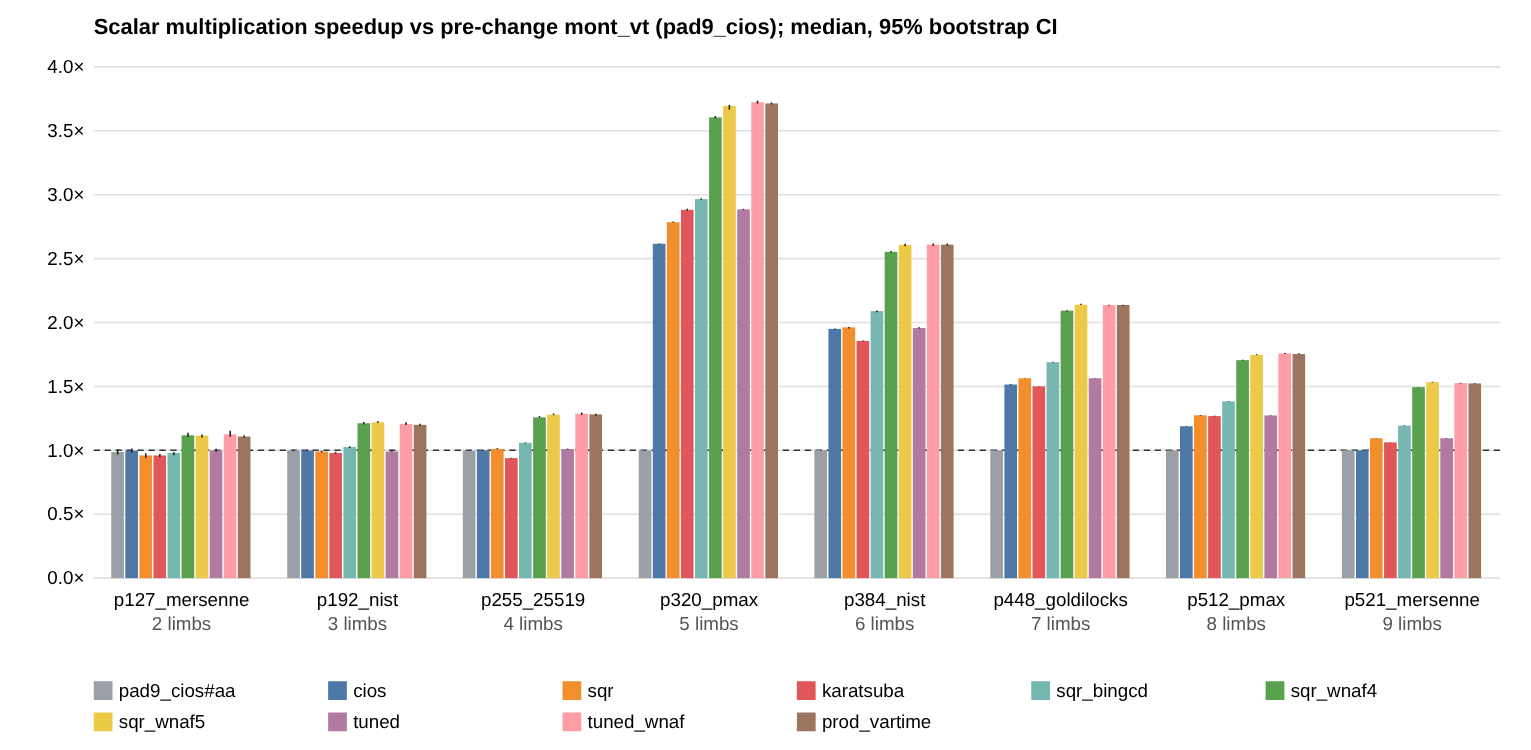 Scalar multiplication speedup vs pre-change mont_vt (pad9_cios); median, 95% bootstrap CI
4.0×
3.5×
3.0×
2.5×
2.0×
1.5×
1.0×
0.5×
0.0×
p127_mersenne p192_nist p255_25519 p320_pmax p384_nist p448_goldilocks p512_pmax p521_mersenne
2 limbs 3 limbs 4 limbs 5 limbs 6 limbs 7 limbs 8 limbs 9 limbs
pad9_cios#aa cios sqr karatsuba sqr_bingcd sqr_wnaf4
sqr_wnaf5 tuned tuned_wnaf prod_vartime